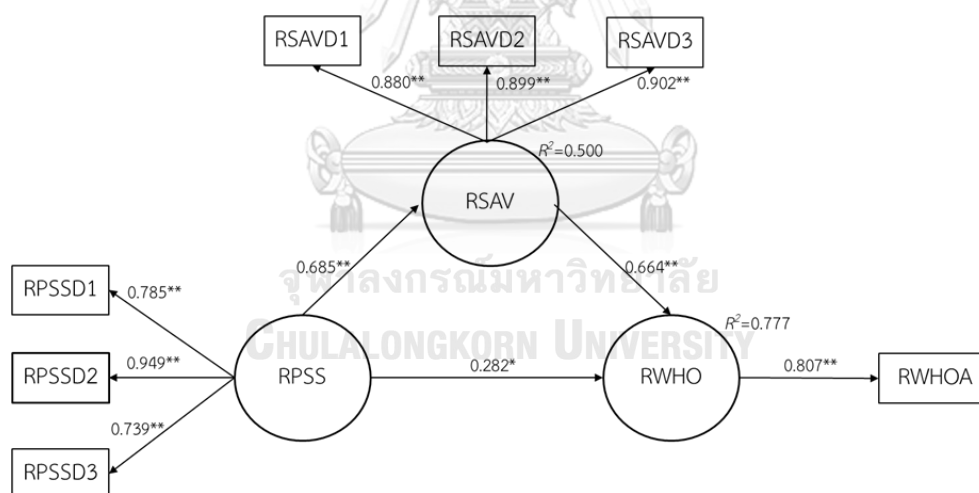 RSAVD1
RSAVD2
RSAVD3
0.880**
0.899**
0.902**
R²=0.500
RSAV
0.685**
0.664**
จุฬาลงกรณ์มหาวิทยาลัย
CHULALONGKORN UNIVERSITY
RPSSD1
0.785**
R²=0.777
RPSSD2
0.949**
RPSS
0.282*
RWHO
0.807**
RWHOA
0.739**
RPSSD3